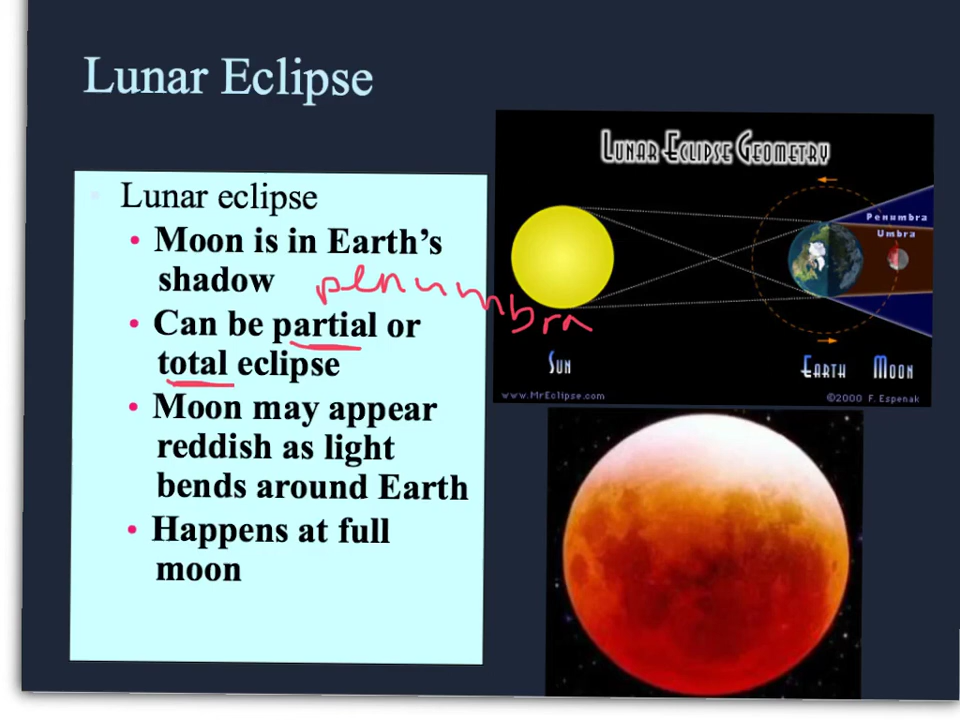 Lunar Eclipse
Lunar eclipse
• Moon is in Earth's
shadow
• Can be partial or
total eclipse
• Moon may appear
reddish as light
bends around Earth
• Happens at full
moon
penumbra
Lunar Eclipse Geometry
Penumbra
Umbra
Sun
Earth Moon
www.MrEclipse.com
©2000 F. Espenak